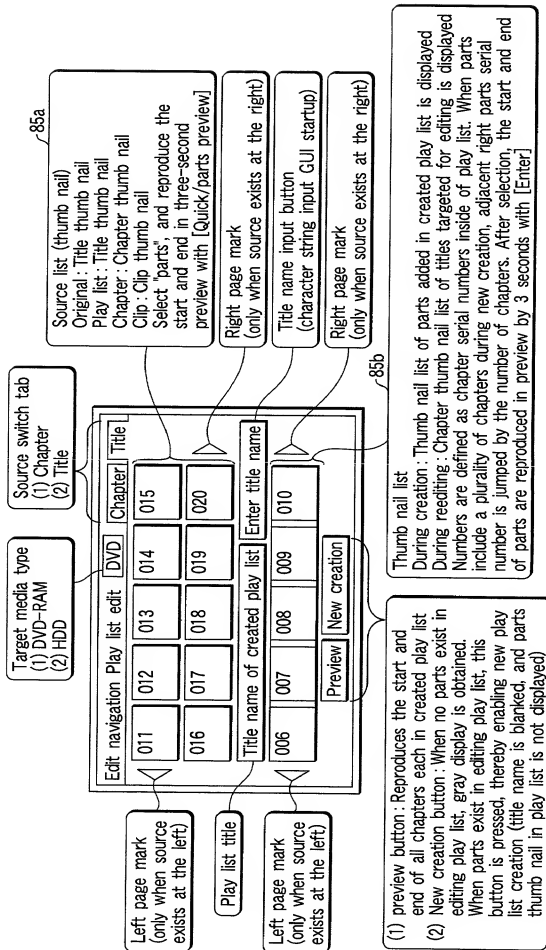 Target media type
(1) DVD-RAM
(2) HDD
Source switch tab
(1) Chapter
(2) Title
85a
Source list (thumb nail)
Original : Title thumb nail
Play list : Title thumb nail
Chapter : Chapter thumb nail
Clip : Clip thumb nail
Select "parts", and reproduce the
start and end in three-second
preview with [Quick/parts preview]
Edit navigation Play list edit DVD Chapter Title
011 012 013 014 015
016 017 018 019 020
Title name of created play list Enter title name
006 007 008 009 010
Preview New creation
Left page mark
(only when source
exists at the left)
Play list title
Left page mark
(only when source
exists at the left)
Right page mark
(only when source exists at the right)
Title name input button
(character string input GUI startup)
Right page mark
(only when source exists at the right)
85b
(1) preview button : Reproduces the start and
end of all chapters each in created play list
(2) New creation button : When no parts exist in
editing play list, gray display is obtained.
When parts exist in editing play list, this
button is pressed, thereby enabling new play
list creation (title name is blanked, and parts
thumb nail in play list is not displayed)
Thumb nail list
During creation : Thumb nail list of parts added in created play list is displayed
During reediting : Chapter thumb nail list of titles targeted for editing is displayed
Numbers are defined as chapter serial numbers inside of play list. When parts
include a plurality of chapters during new creation, adjacent right parts serial
number is jumped by the number of chapters. After selection, the start and end
of parts are reproduced in preview by 3 seconds with [Enter]